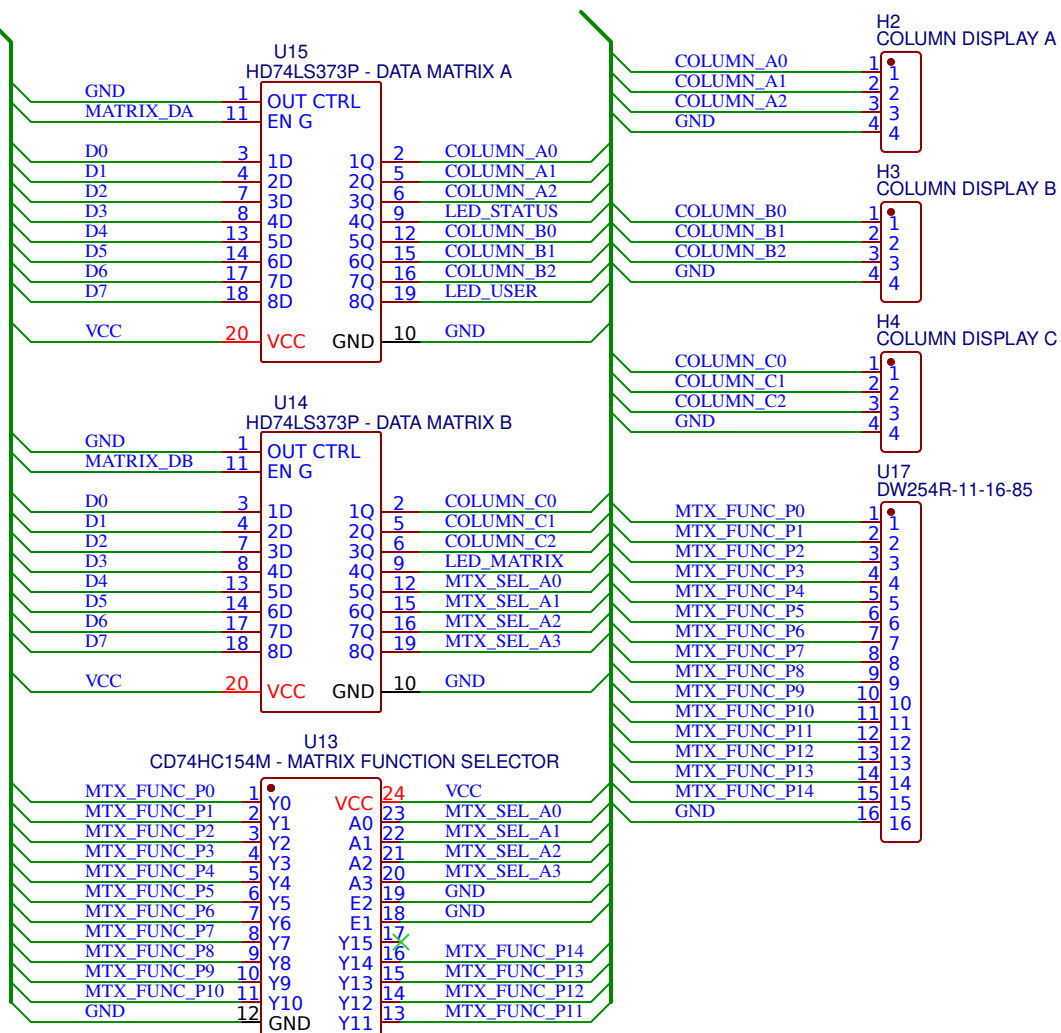 U15
HD74LS373P - DATA MATRIX A
GND 1 OUT CTRL
MATRIX_DA 11 EN G
D0 3 1D 1Q 2 COLUMN_A0
D1 4 2D 2Q 5 COLUMN_A1
D2 7 3D 3Q 6 COLUMN_A2
D3 8 4D 4Q 9 LED_STATUS
D4 13 5D 5Q 12 COLUMN_B0
D5 14 6D 6Q 15 COLUMN_B1
D6 17 7D 7Q 16 COLUMN_B2
D7 18 8D 8Q 19 LED_USER
VCC 20 VCC GND 10 GND
U14
HD74LS373P - DATA MATRIX B
GND 1 OUT CTRL
MATRIX_DB 11 EN G
D0 3 1D 1Q 2 COLUMN_C0
D1 4 2D 2Q 5 COLUMN_C1
D2 7 3D 3Q 6 COLUMN_C2
D3 8 4D 4Q 9 LED_MATRIX
D4 13 5D 5Q 12 MTX_SEL_A0
D5 14 6D 6Q 15 MTX_SEL_A1
D6 17 7D 7Q 16 MTX_SEL_A2
D7 18 8D 8Q 19 MTX_SEL_A3
VCC 20 VCC GND 10 GND
U13
CD74HC154M - MATRIX FUNCTION SELECTOR
MTX_FUNC_P0 1 Y0 VCC 24 VCC
MTX_FUNC_P1 2 Y1 A0 23 MTX_SEL_A0
MTX_FUNC_P2 3 Y2 A1 22 MTX_SEL_A1
MTX_FUNC_P3 4 Y3 A2 21 MTX_SEL_A2
MTX_FUNC_P4 5 Y4 A3 20 MTX_SEL_A3
MTX_FUNC_P5 6 Y5 E2 19 GND
MTX_FUNC_P6 7 Y6 E1 18 GND
MTX_FUNC_P7 8 Y7 Y15 17
MTX_FUNC_P8 9 Y8 Y14 16 MTX_FUNC_P14
MTX_FUNC_P9 10 Y9 Y13 15 MTX_FUNC_P13
MTX_FUNC_P10 11 Y10 Y12 14 MTX_FUNC_P12
GND 12 GND Y11 13 MTX_FUNC_P11
H2
COLUMN DISPLAY A
COLUMN_A0 1 1
COLUMN_A1 2 2
COLUMN_A2 3 3
GND 4 4
H3
COLUMN DISPLAY B
COLUMN_B0 1 1
COLUMN_B1 2 2
COLUMN_B2 3 3
GND 4 4
H4
COLUMN DISPLAY C
COLUMN_C0 1 1
COLUMN_C1 2 2
COLUMN_C2 3 3
GND 4 4
U17
DW254R-11-16-85
MTX_FUNC_P0 1 1
MTX_FUNC_P1 2 2
MTX_FUNC_P2 3 3
MTX_FUNC_P3 4 4
MTX_FUNC_P4 5 5
MTX_FUNC_P5 6 6
MTX_FUNC_P6 7 7
MTX_FUNC_P7 8 8
MTX_FUNC_P8 9 9
MTX_FUNC_P9 10 10
MTX_FUNC_P10 11 11
MTX_FUNC_P11 12 12
MTX_FUNC_P12 13 13
MTX_FUNC_P13 14 14
MTX_FUNC_P14 15 15
GND 16 16